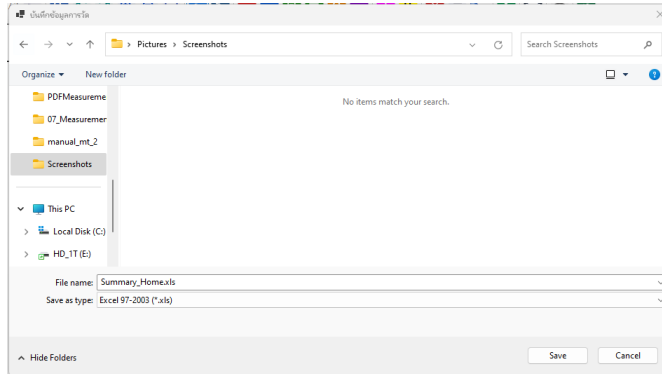 บันทึกข้อมูลการวัด
Pictures > Screenshots
Search Screenshots
Organize
New folder
PDFMeasureme
No items match your search.
07_Measuremer
manual_mt_2
Screenshots
This PC
Local Disk (C:)
HD_1T (E:)
File name: Summary_Home.xls
Save as type: Excel 97-2003 (*.xls)
Hide Folders
Save
Cancel